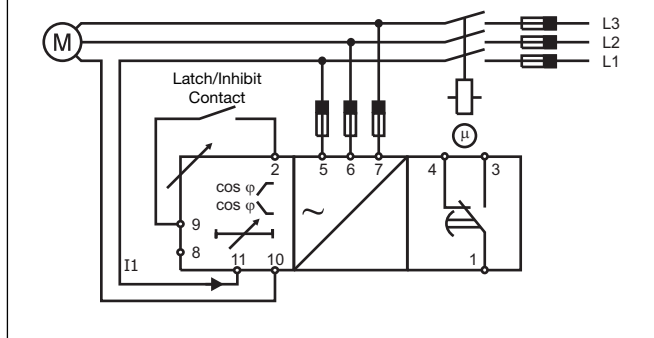 L3
M
L2
L1
Latch/Inhibit
Contact
μ
2
5
6
7
4
3
cos φ
cos φ
~
9
8
1
I1
11
10